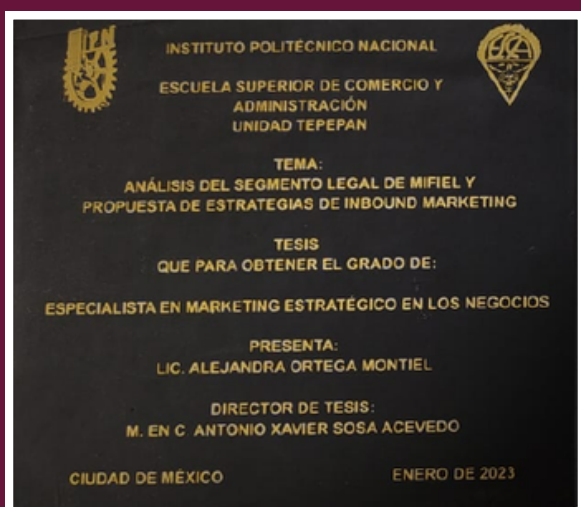 INSTITUTO POLITÉCNICO NACIONAL
ESCUELA SUPERIOR DE COMERCIO Y
ADMINISTRACIÓN
UNIDAD TEPEPAN
TEMA:
ANÁLISIS DEL SEGMENTO LEGAL DE MIFIEL Y
PROPUESTA DE ESTRATEGIAS DE INBOUND MARKETING
TESIS
QUE PARA OBTENER EL GRADO DE:
ESPECIALISTA EN MARKETING ESTRATÉGICO EN LOS NEGOCIOS
PRESENTA:
LIC. ALEJANDRA ORTEGA MONTIEL
DIRECTOR DE TESIS:
M. EN C. ANTONIO XAVIER SOSA ACEVEDO
CIUDAD DE MÉXICO
ENERO DE 2023